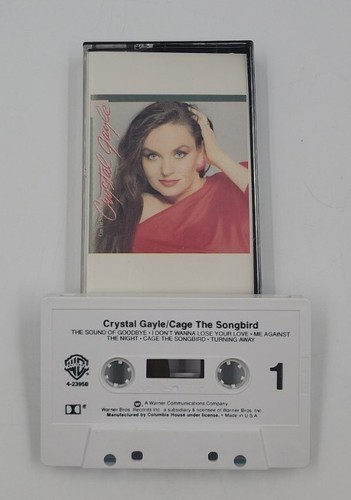 Crystal Gayle
Crystal Gayle/Cage The Songbird
THE SOUND OF GOODBYE • I DON'T WANNA LOSE YOUR LOVE • ME AGAINST
THE NIGHT • CAGE THE SONGBIRD • TURNING AWAY
4-23958
1
A Warner Communications Company
Warner Bros. Records Inc. a subsidiary & licensee of Warner Bros. Inc.
Manufactured by Columbia House under license. • Made in U.S.A.